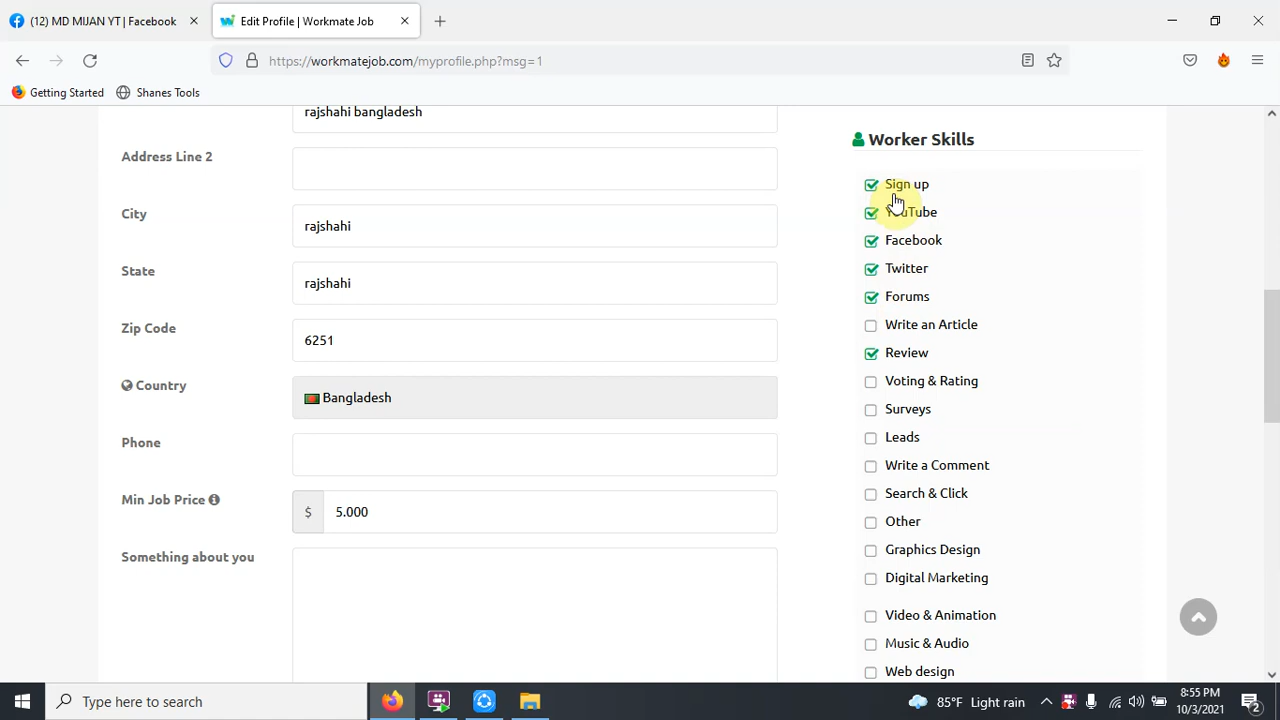 (12) MD MIJAN YT | Facebook
Edit Profile | Workmate Job
https://workmatejob.com/myprofile.php?msg=1
Getting Started
Shanes Tools
rajshahi bangladesh
Address Line 2
City
rajshahi
State
rajshahi
Zip Code
6251
Country
Bangladesh
Phone
Min Job Price
$ 5.000
Something about you
Worker Skills
Sign up
YouTube
Facebook
Twitter
Forums
Write an Article
Review
Voting & Rating
Surveys
Leads
Write a Comment
Search & Click
Other
Graphics Design
Digital Marketing
Video & Animation
Music & Audio
Web design
Type here to search
85°F Light rain
8:55 PM
10/3/2021
2